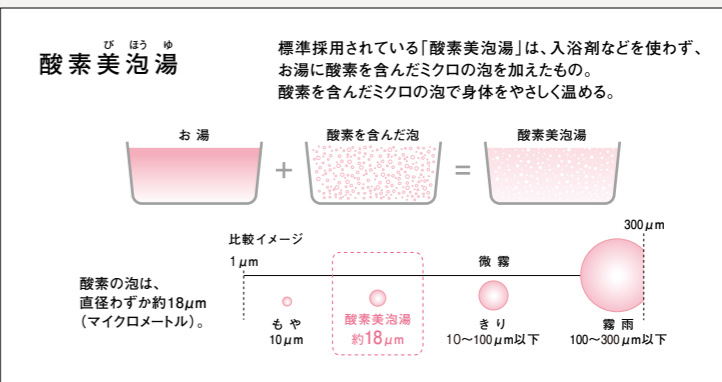 び ほう ゆ
酸素美泡湯
標準採用されている「酸素美泡湯」は、入浴剤などを使わず、
お湯に酸素を含んだミクロの泡を加えたもの。
酸素を含んだミクロの泡で身体をやさしく温める。
お湯
酸素を含んだ泡
酸素美泡湯
+
=
比較イメージ
1μm
微霧
300μm
酸素の泡は、
直径わずか約18μm
（マイクロメートル）。
もや
10μm
酸素美泡湯
約18μm
きり
10〜100μm以下
霧雨
100〜300μm以下